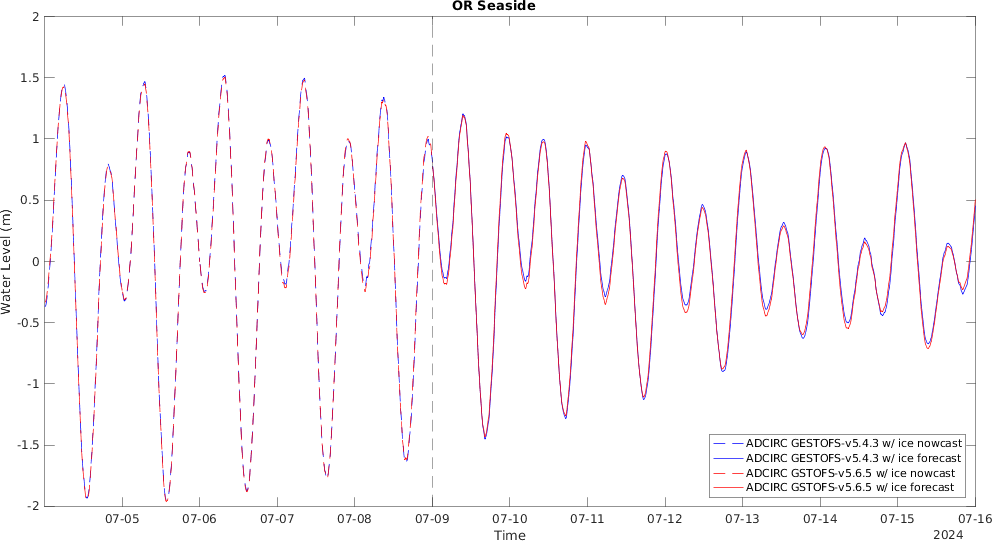 OR Seaside
Water Level (m)
2
1.5
1
0.5
0
-0.5
-1
-1.5
-2
ADCIRC GESTOFS-v5.4.3 w/ ice nowcast
ADCIRC GESTOFS-v5.4.3 w/ ice forecast
ADCIRC GSTOFS-v5.6.5 w/ ice nowcast
ADCIRC GSTOFS-v5.6.5 w/ ice forecast
07-05 07-06 07-07 07-08 07-09 07-10 07-11 07-12 07-13 07-14 07-15 07-16
Time
2024